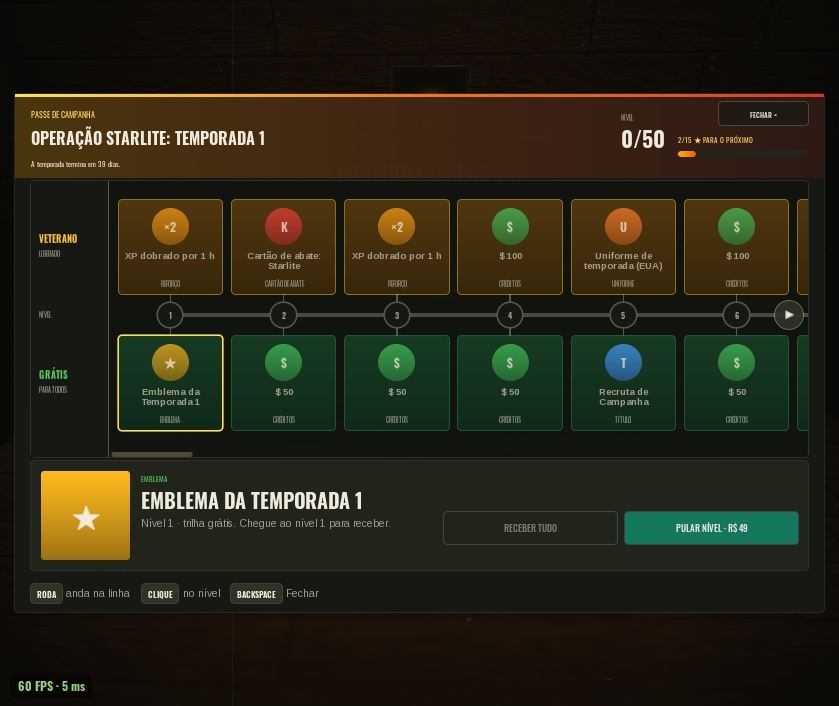 PASSE DE CAMPANHA
OPERAÇÃO STARLITE: TEMPORADA 1
A temporada termina em 39 dias.
NÍVEL
0/50
2/15 ★ PARA O PRÓXIMO
FECHAR ×
VETERANO
LIBERADO
×2
XP dobrado por 1 h
REFORÇO
K
Cartão de abate:
Starlite
CARTÃO DE ABATE
×2
XP dobrado por 1 h
REFORÇO
$
$ 100
CRÉDITOS
U
Uniforme de
temporada (EUA)
UNIFORME
$
$ 100
CRÉDITOS
NÍVEL
1
2
3
4
5
6
GRÁTIS
PARA TODOS
★
Emblema da
Temporada 1
EMBLEMA
$
$ 50
CRÉDITOS
$
$ 50
CRÉDITOS
$
$ 50
CRÉDITOS
T
Recruta de
Campanha
TÍTULO
$
$ 50
CRÉDITOS
★
EMBLEMA
EMBLEMA DA TEMPORADA 1
Nível 1 · trilha grátis. Chegue ao nível 1 para receber.
RECEBER TUDO
PULAR NÍVEL · R$ 49
RODA anda na linha CLIQUE no nível BACKSPACE Fechar
60 FPS · 5 ms